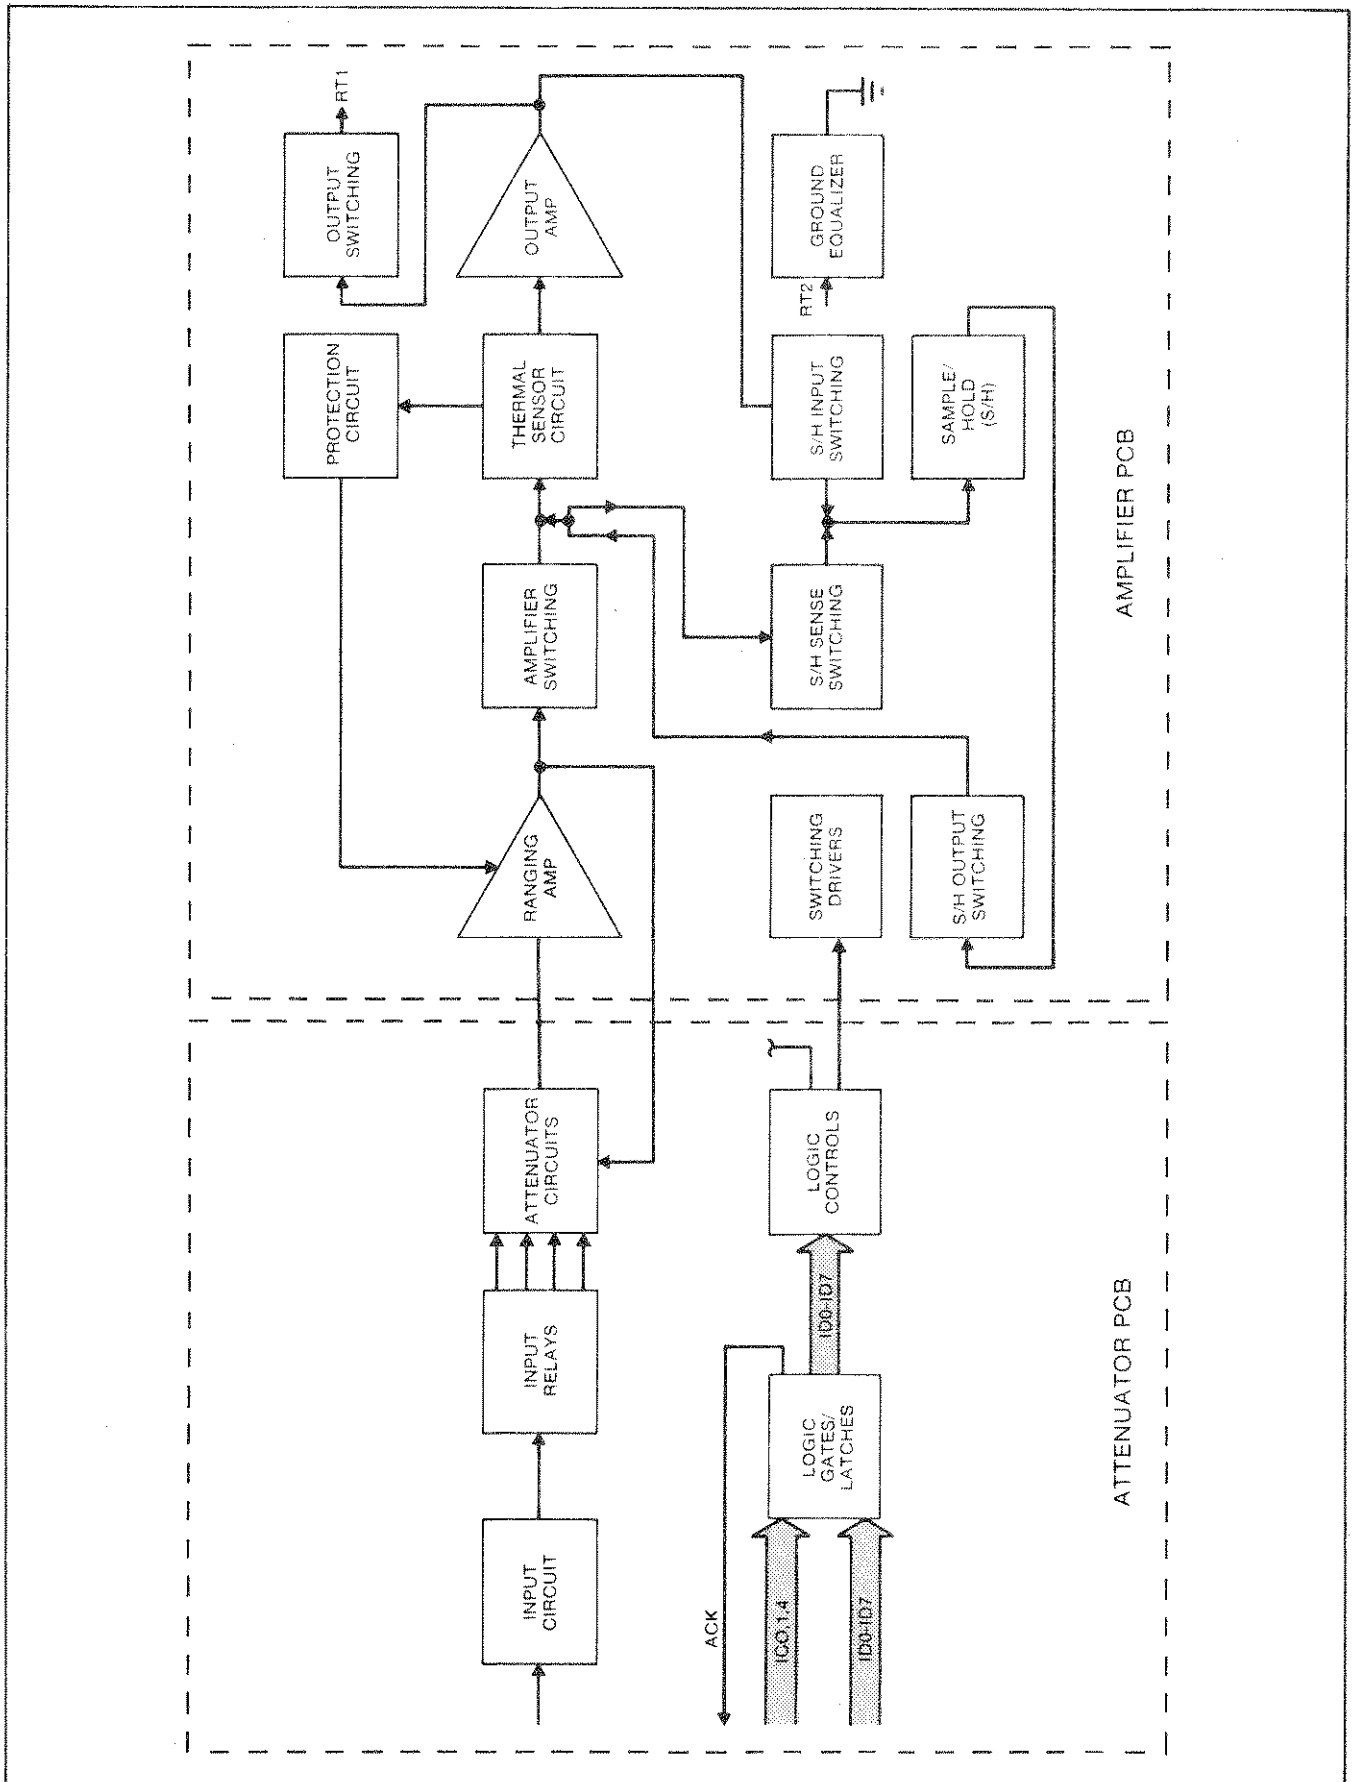 INPUT
CIRCUIT
INPUT
RELAYS
ATTENUATOR
CIRCUITS
RANGING
AMP
AMPLIFIER
SWITCHING
THERMAL
SENSOR
CIRCUIT
OUTPUT
AMP
PROTECTION
CIRCUIT
OUTPUT
SWITCHING
RT1
ACK
IC0,1,4
ID0-ID7
LOGIC
GATES/
LATCHES
ID0-ID7
LOGIC
CONTROLS
SWITCHING
DRIVERS
S/H SENSE
SWITCHING
S/H INPUT
SWITCHING
RT2
GROUND
EQUALIZER
S/H OUTPUT
SWITCHING
SAMPLE/
HOLD
(S/H)
ATTENUATOR PCB
AMPLIFIER PCB